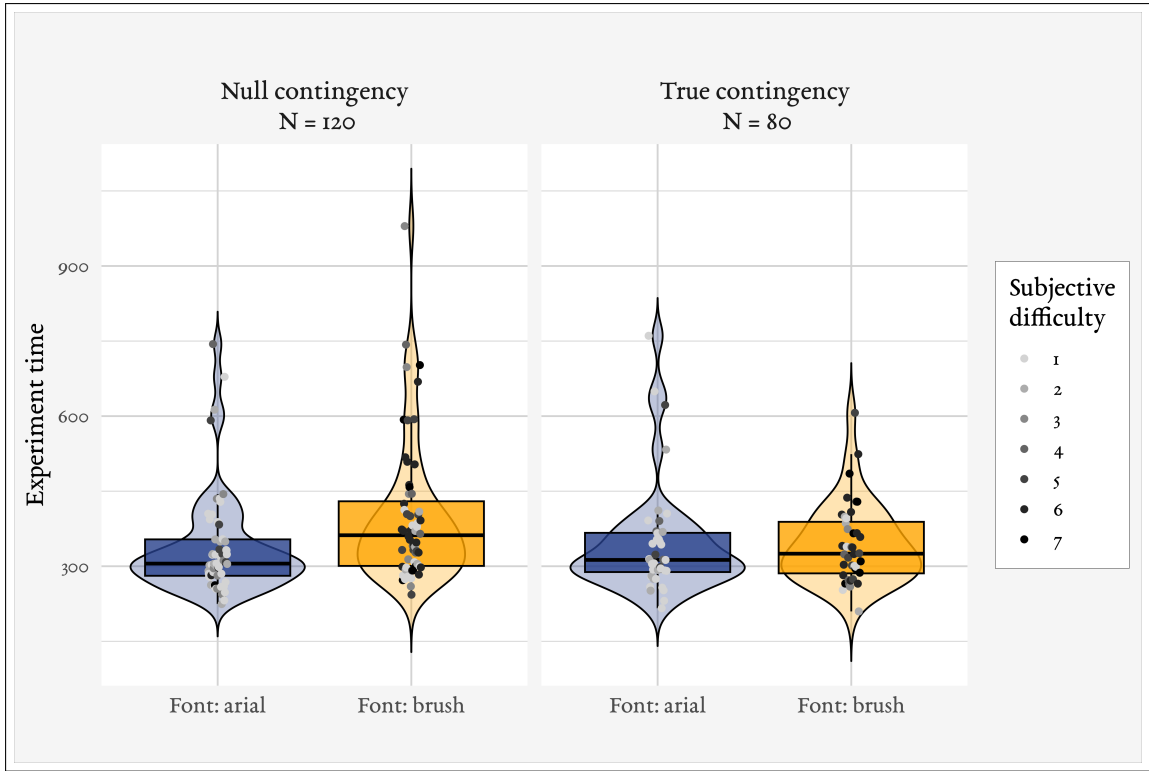 Null contingency
N = 120
True contingency
N = 80
Experiment time
900
600
300
Font: arial
Font: brush
Font: arial
Font: brush
Subjective
difficulty
1
2
3
4
5
6
7